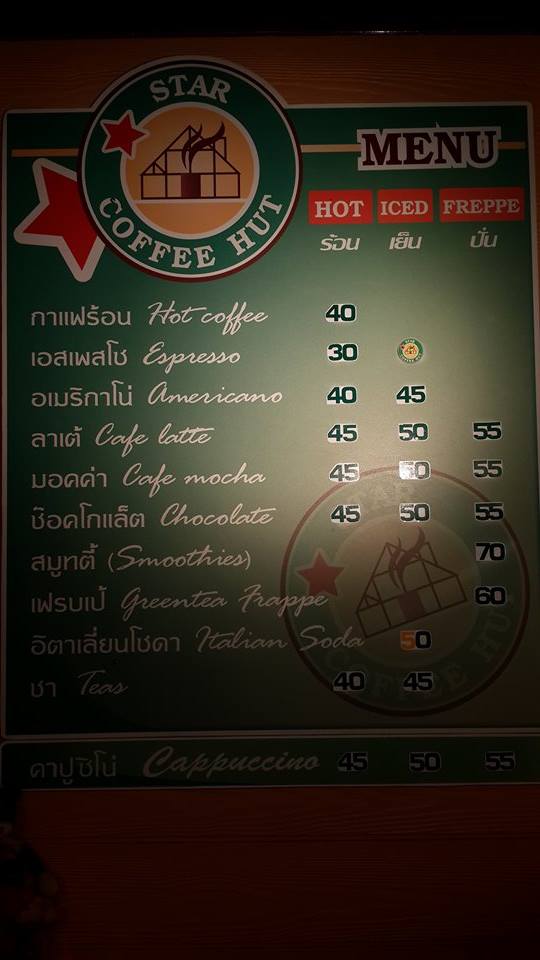 STAR
COFFEE HUT
MENU
HOT ICED FREPPE
ร้อน เย็น ปั่น
กาแฟร้อน Hot coffee 40
เอสเพสโซ Espresso 30
อเมริกาโน่ Americano 40 45
ลาเต้ Cafe latte 45 50 55
มอคค่า Cafe mocha 45 50 55
ช๊อคโกแล็ต Chocolate 45 50 55
สมูทตี้ (Smoothies) 70
เฟรบเป้ Greentea Frappe 60
อิตาเลี่ยนโซดา Italian Soda 50
ชา Teas 40 45
คาปูชิโน่ Cappuccino 45 50 55